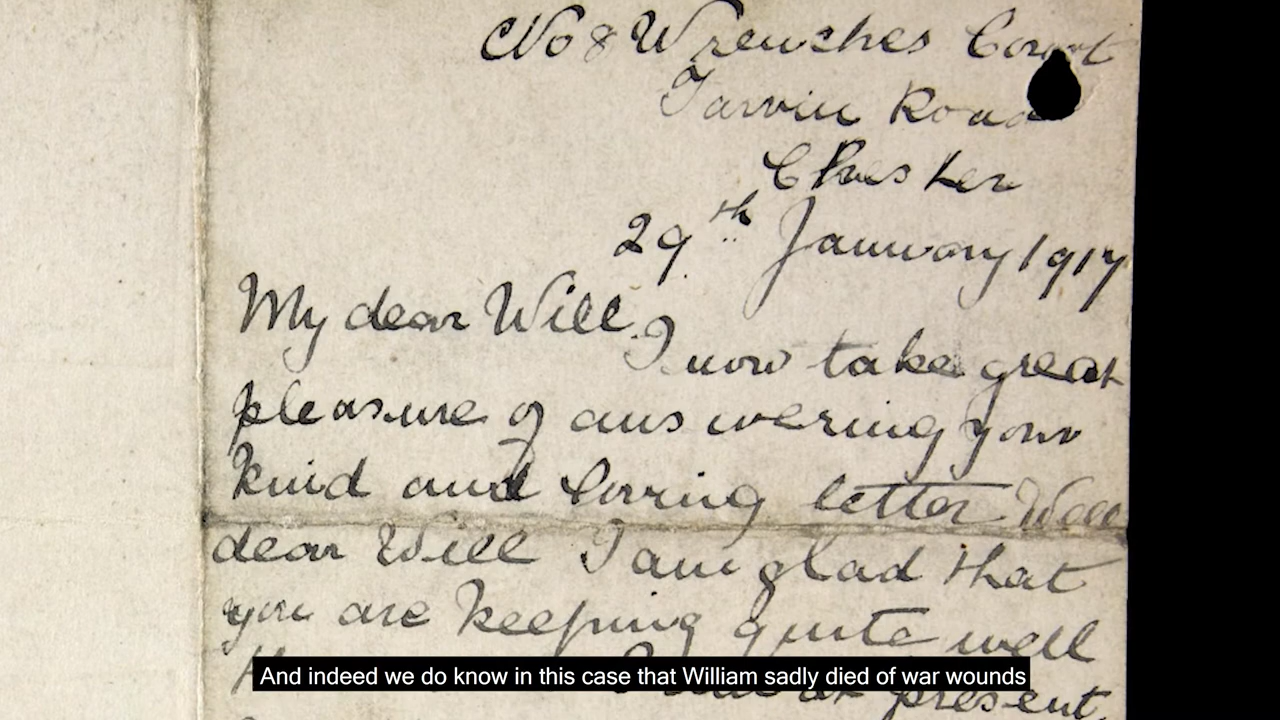 No 8 Wrenches Court
Tarvin Road
Chester
29th January 1917
My dear Will
I now take great
pleasure of answering your
kind and loving letter Well
dear Will I am glad that
you are keeping quite well
at present
And indeed we do know in this case that William sadly died of war wounds